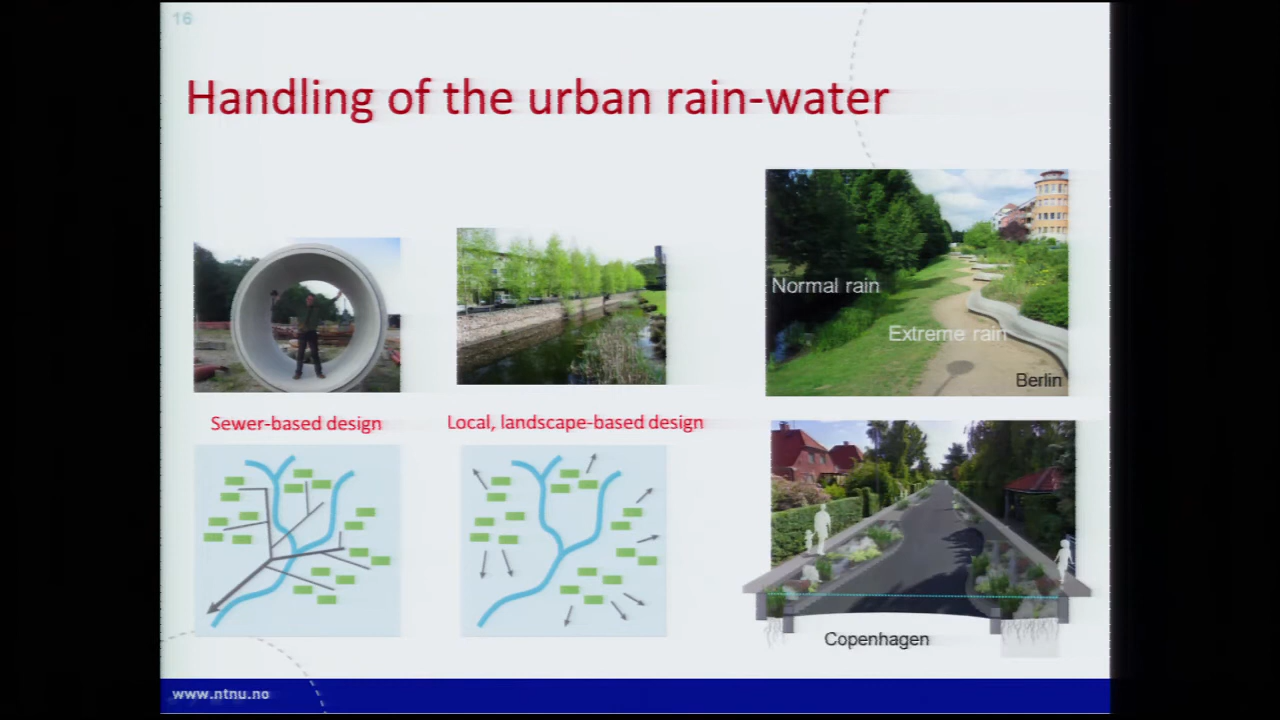 16
Handling of the urban rain-water
Normal rain
Extreme rain
Berlin
Sewer-based design
Local, landscape-based design
Copenhagen
www.ntnu.no